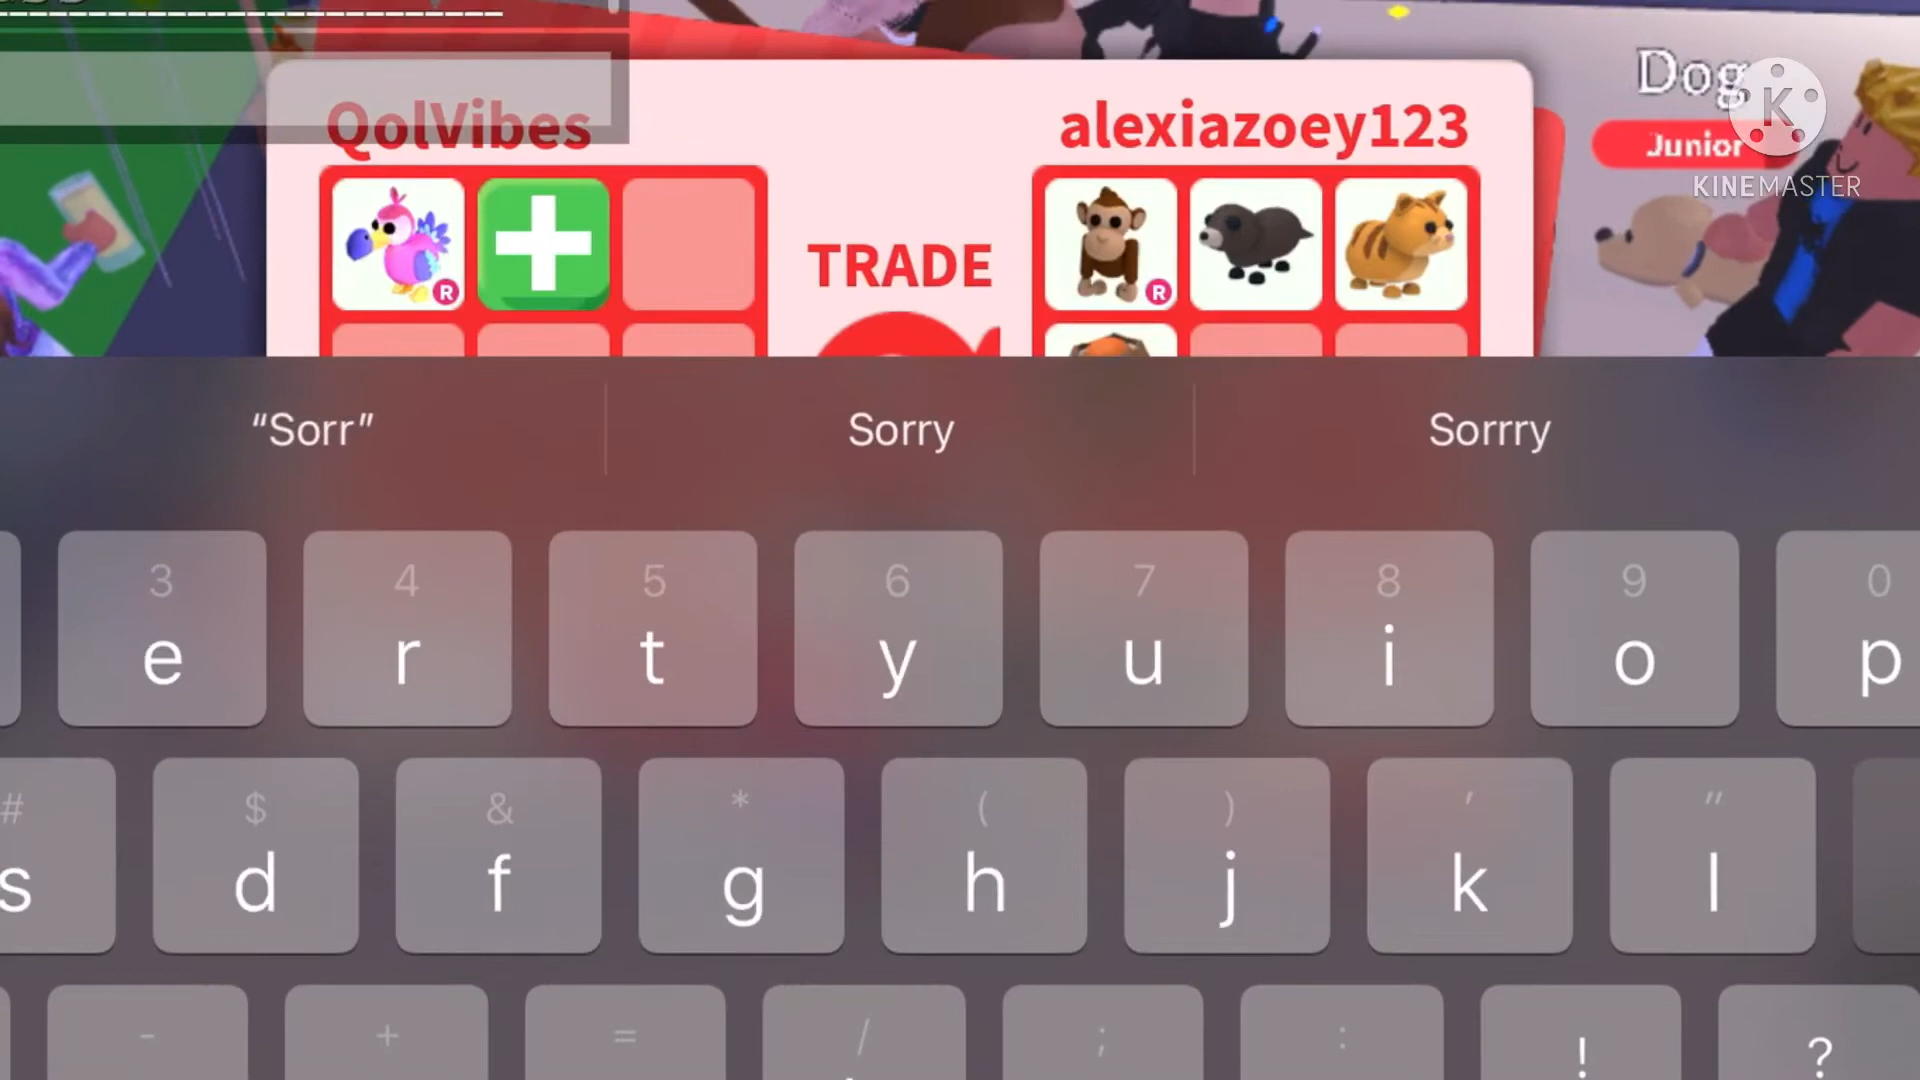 QolVibes
alexiazoey123
Dog
Junior
K
KINEMASTER
R
R
TRADE
“Sorr”
Sorry
Sorrry
3 4 5 6 7 8 9 0
e r t y u i o p
# $ & * ( ) ' "
s d f g h j k l
- + = / ; : ! ?